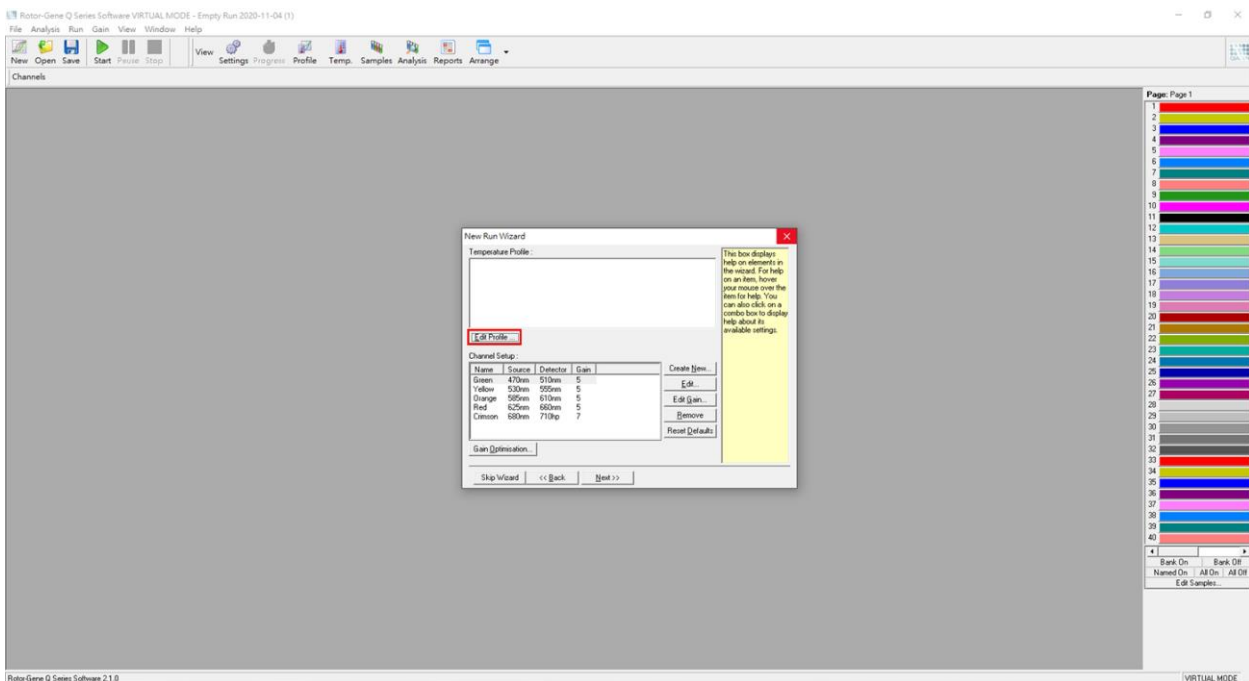 Rotor-Gene Q Series Software VIRTUAL MODE - Empty Run 2020-11-04 (1)
File Analysis Run Gain View Window Help
New Open Save Start Pause Stop View Settings Progress Profile Temp. Samples Analysis Reports Arrange
Channels
Page: Page 1
1
2
3
4
5
6
7
8
9
10
11
12
13
14
15
16
17
18
19
20
21
22
23
24
25
26
27
28
29
30
31
32
33
34
35
36
37
38
39
40
Bank On Bank Off
Named On All On All Off
Edit Samples...
New Run Wizard
Temperature Profile :
Edit Profile ...
Channel Setup :
Name Source Detector Gain
Green 470nm 510nm 5
Yellow 530nm 555nm 5
Orange 585nm 610nm 5
Red 625nm 660nm 5
Crimson 680nm 710hp 7
Create New...
Edit...
Edit Gain...
Remove
Reset Defaults
Gain Optimisation...
This box displays
help on elements in
the wizard. For help
on an item, hover
your mouse over the
item for help. You
can also click on a
combo box to display
help about its
available settings.
Skip Wizard << Back Next >>
Rotor-Gene Q Series Software 2.1.0
VIRTUAL MODE